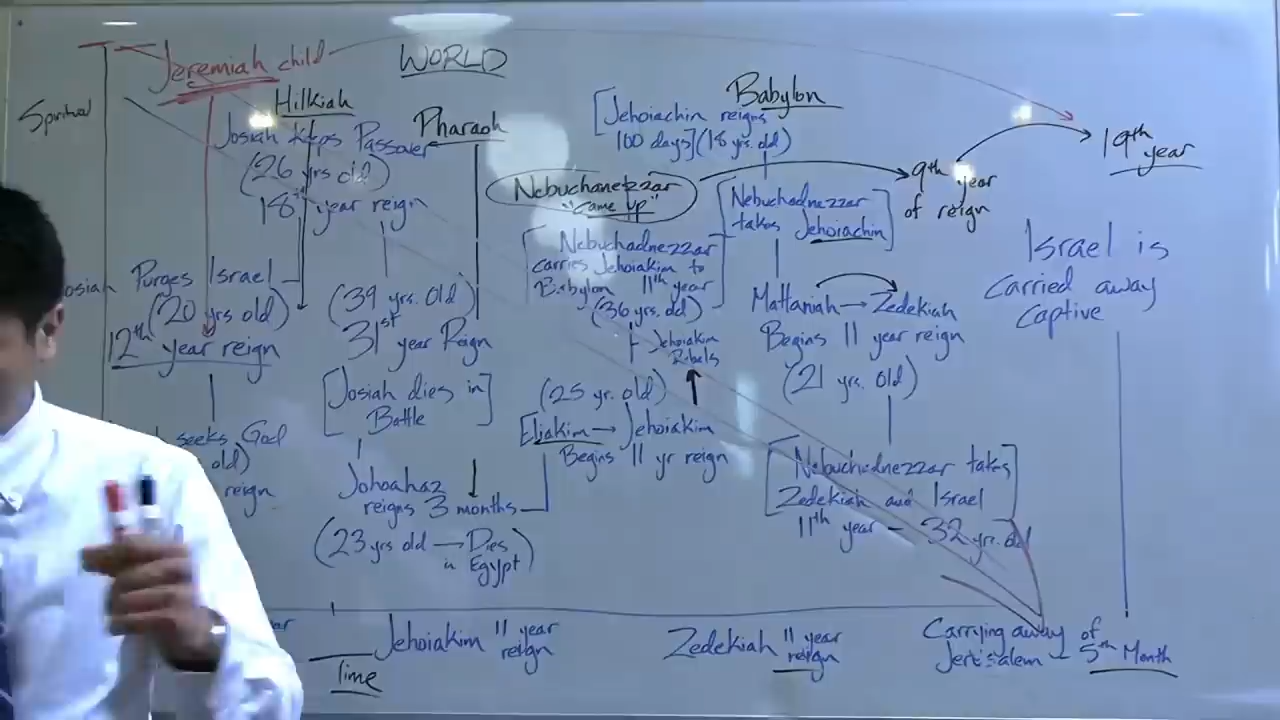 Jeremiah child
WORLD
Spiritual
Hilkiah
Josiah keeps Passover
(26 yrs old)
18th year reign
Pharaoh
Babylon
[Jehoiachin reigns
100 days] (18 yrs. old)
Nebuchanezzar
"came up"
9th year
of reign
19th
year
Nebuchadnezzar
takes Jehoiachin
Nebuchadnezzar
carries Jehoiakim to
Babylon 11th year
(36 yrs. old)
Jehoiakim
Rebels
osiah Purges Israel
(20 yrs old)
12th year reign
(39 yrs. Old)
31st year Reign
[Josiah dies in
Battle]
Mattaniah → Zedekiah
Begins 11 year reign
(21 yrs. old)
Israel is
Carried away
captive
seeks God
old)
reign
Johoahaz
reigns 3 months
(23 yrs old → Dies
in Egypt)
(25 yr. old)
Eliakim → Jehoiakim
Begins 11 yr reign
Nebuchednezzar takes
Zedekiah and Israel
11th year - 32 yr. old
Jehoiakim 11 year
reign
Time
Zedekiah 11 year
reign
Carrying away of
Jerusalem - 5th Month